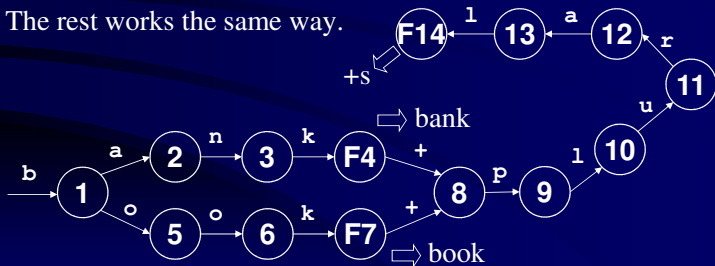 The rest works the same way.
F14 l 13 a 12 r
+s
11
bank
u
a 2 n 3 k F4 +
10
b 1
8 p 9 l
o 5 o 6 k F7 +
book